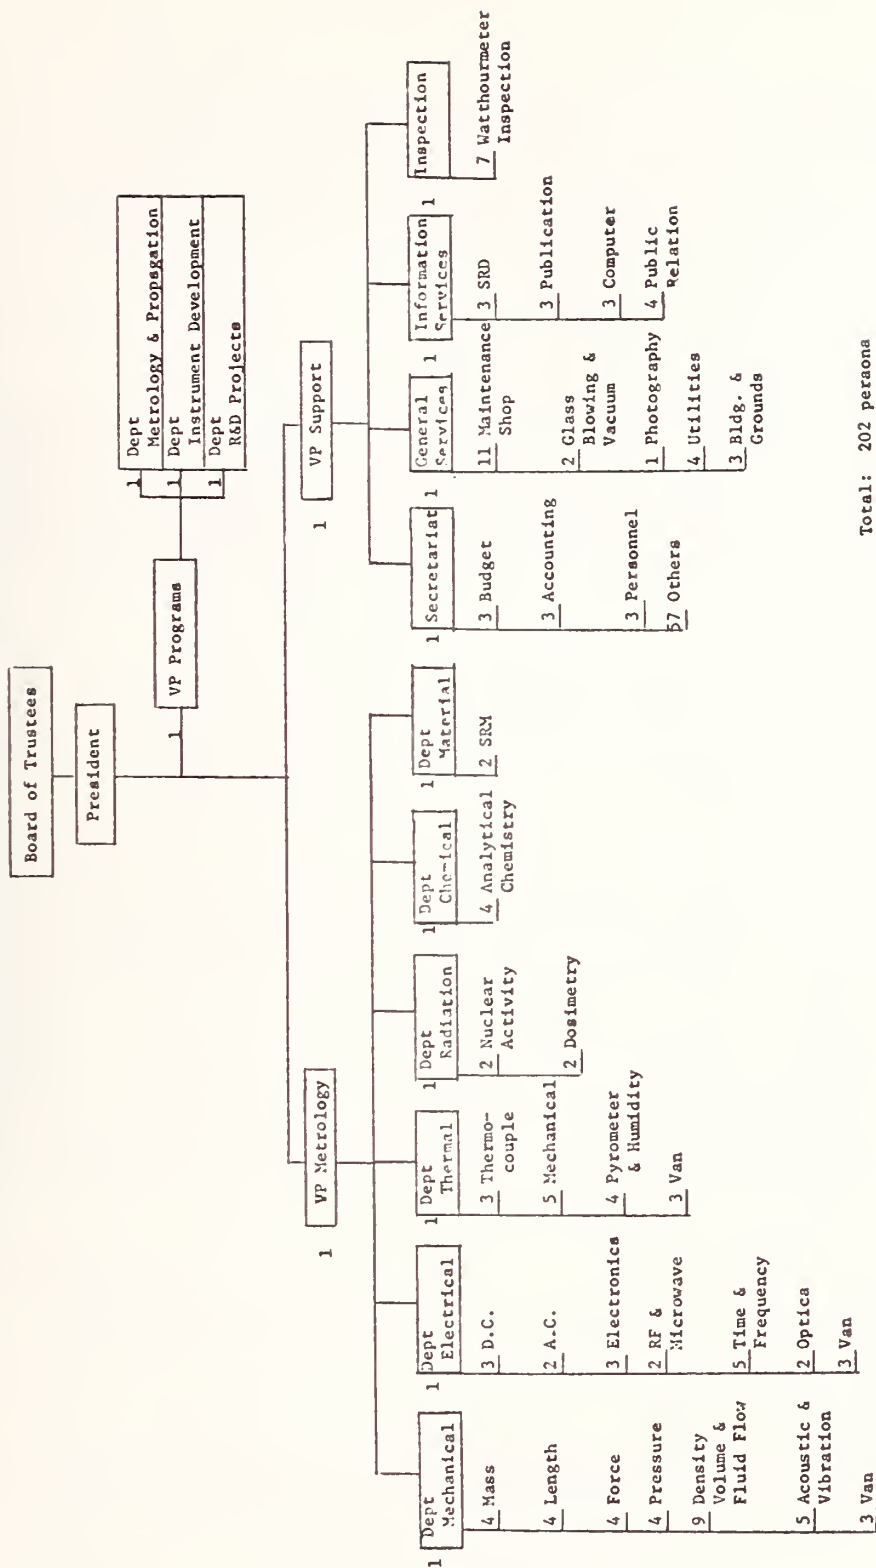 Board of Trustees
President
1
VP Programs
1 Dept
Metrology & Propagation
1 Dept
Instrument Development
1 Dept
R&D Projects
1
VP Metrology
1
VP Support
1 Dept
Mechanical
4 Mass
4 Length
4 Force
4 Pressure
9 Density
Volume &
Fluid Flow
5 Acoustic &
Vibration
3 Van
1 Dept
Electrical
3 D.C.
2 A.C.
3 Electronics
2 RF &
Microwave
5 Time &
Frequency
2 Optica
3 Van
1 Dept
Thermal
3 Thermo-
couple
5 Mechanical
4 Pyrometer
& Humidity
3 Van
1 Dept
Radiation
2 Nuclear
Activity
2 Dosimetry
1 Dept
Chemical
4 Analytical
Chemistry
1 Dept
Material
2 SRM
1 Secretariat
3 Budget
3 Accounting
3 Personnel
57 Others
1 General
Services
11 Maintenance
Shop
2 Glass
Blowing &
Vacuum
1 Photography
4 Utilities
3 Bldg. &
Grounds
1 Information
Services
3 SRD
3 Publication
3 Computer
4 Public
Relation
1 Inspection
7 Watthourmeter
Inspection
Total: 202 persona